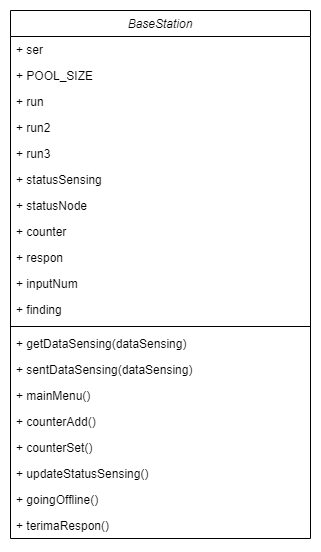 BaseStation
+ ser
+ POOL_SIZE
+ run
+ run2
+ run3
+ statusSensing
+ statusNode
+ counter
+ respon
+ inputNum
+ finding
+ getDataSensing(dataSensing)
+ sentDataSensing(dataSensing)
+ mainMenu()
+ counterAdd()
+ counterSet()
+ updateStatusSensing()
+ goingOffline()
+ terimaRespon()